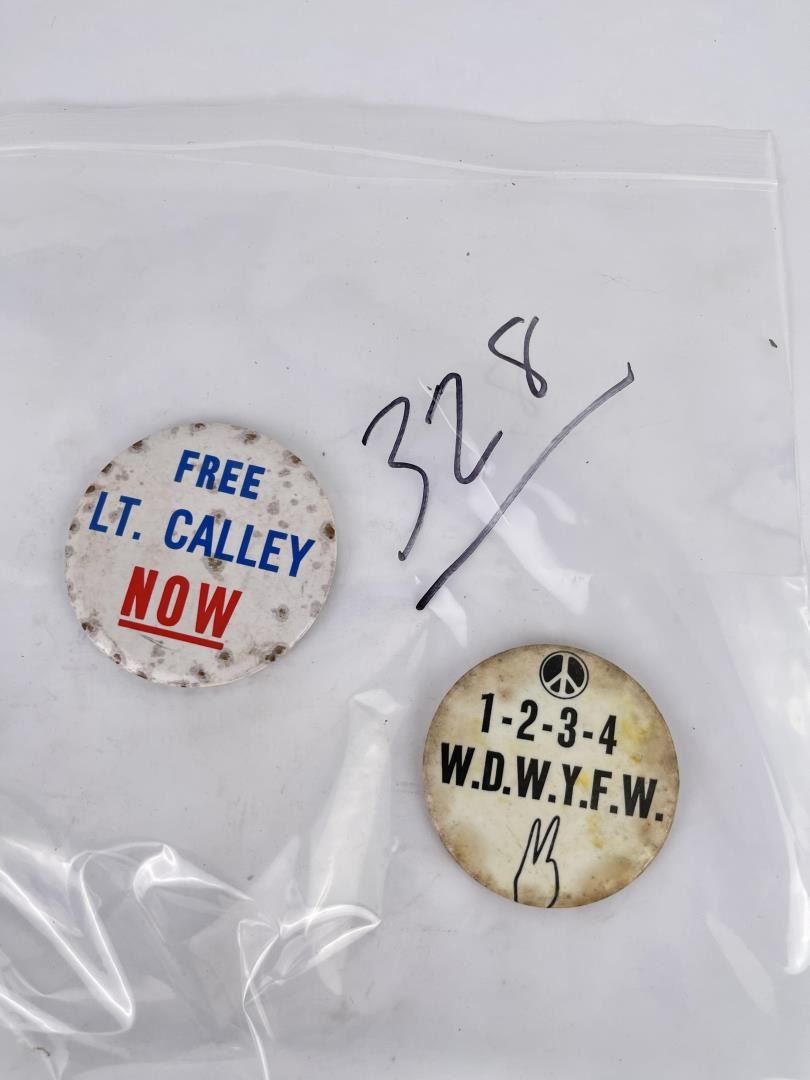 328
FREE
LT. CALLEY
NOW
1-2-3-4
W.D.W.Y.F.W.